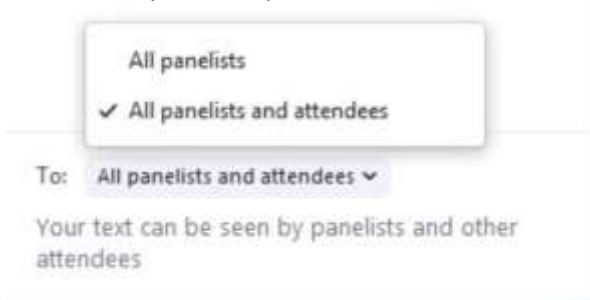 All panelists
✓ All panelists and attendees
To: All panelists and attendees
Your text can be seen by panelists and other
attendees